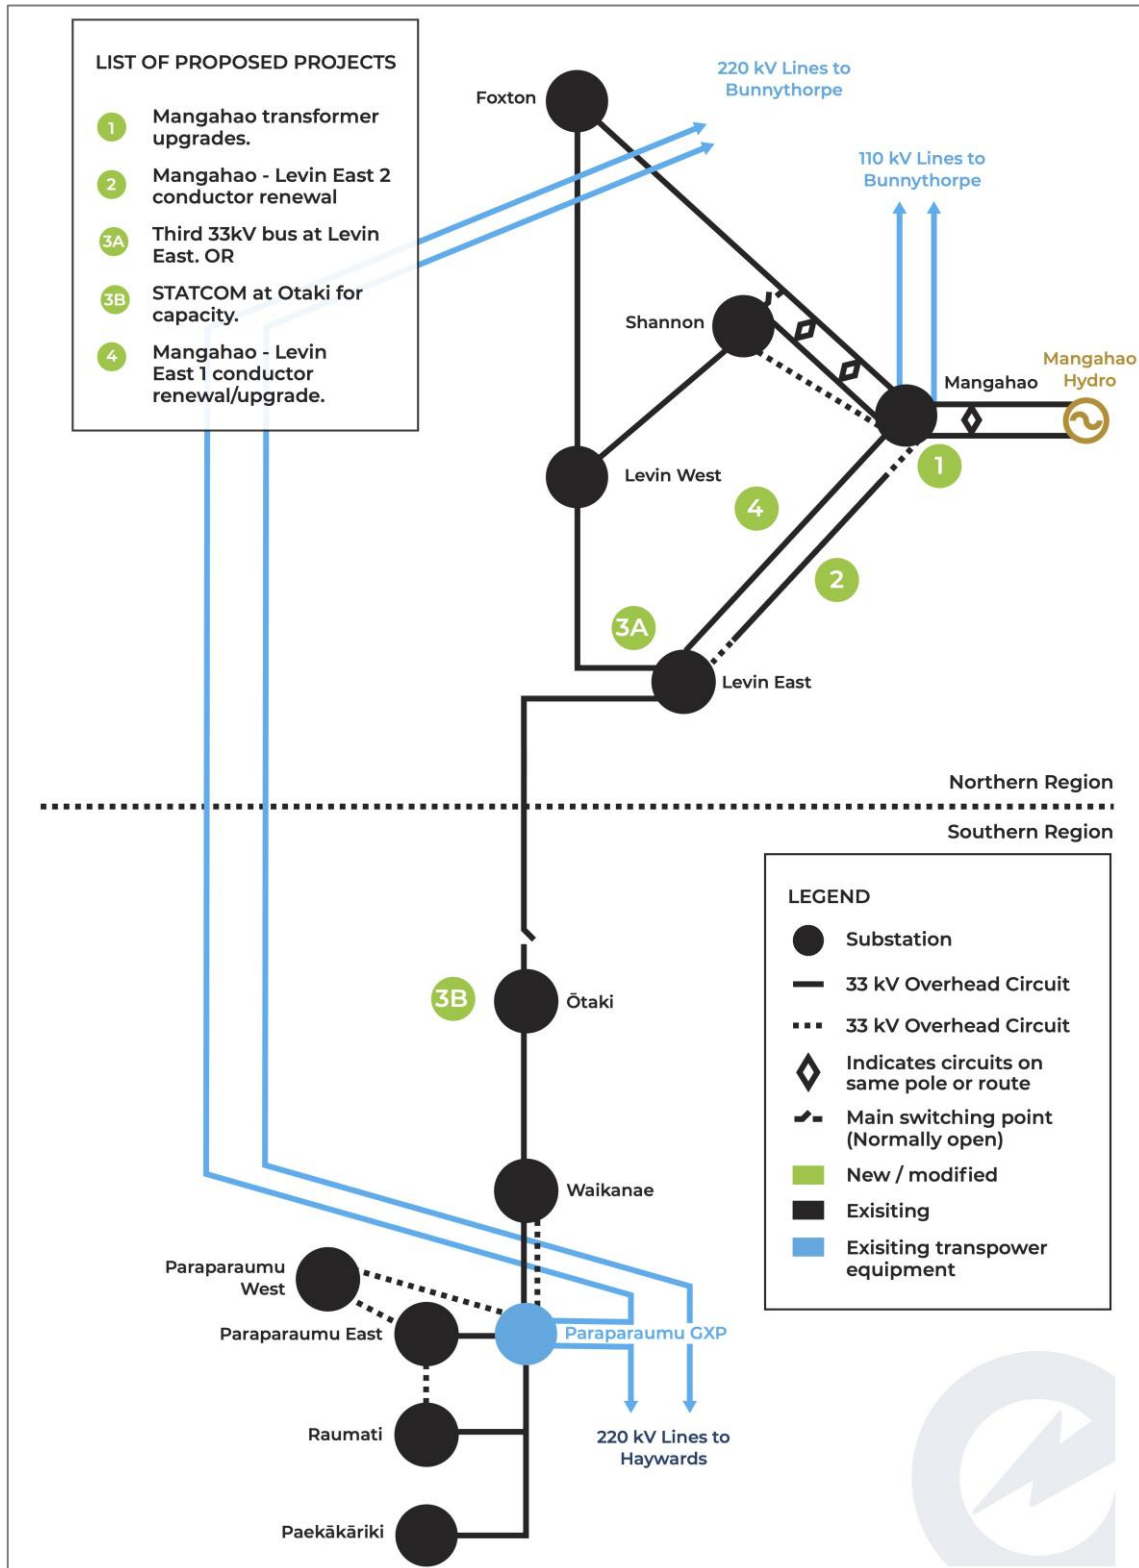 LIST OF PROPOSED PROJECTS
1
Mangahao transformer
upgrades.
2
Mangahao - Levin East 2
conductor renewal
3A
Third 33kV bus at Levin
East. OR
3B
STATCOM at Otaki for
capacity.
4
Mangahao - Levin
East 1 conductor
renewal/upgrade.
220 kV Lines to
Bunnythorpe
Foxton
110 kV Lines to
Bunnythorpe
Shannon
Mangahao
Mangahao
Hydro
1
Levin West
4
2
3A
Levin East
Northern Region
Southern Region
LEGEND
Substation
33 kV Overhead Circuit
33 kV Overhead Circuit
Indicates circuits on
same pole or route
Main switching point
(Normally open)
New / modified
Exisiting
Exisiting transpower
equipment
3B
Ōtaki
Waikanae
Paraparaumu
West
Paraparaumu East
Paraparaumu GXP
Raumati
220 kV Lines to
Haywards
Paekākāriki